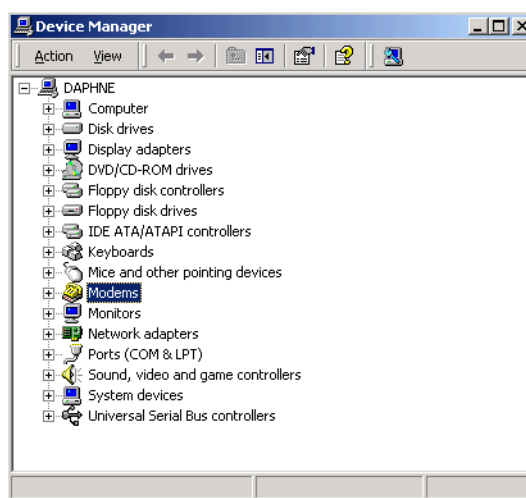 Device Manager
Action View
DAPHNE
Computer
Disk drives
Display adapters
DVD/CD-ROM drives
Floppy disk controllers
Floppy disk drives
IDE ATA/ATAPI controllers
Keyboards
Mice and other pointing devices
Modems
Monitors
Network adapters
Ports (COM & LPT)
Sound, video and game controllers
System devices
Universal Serial Bus controllers